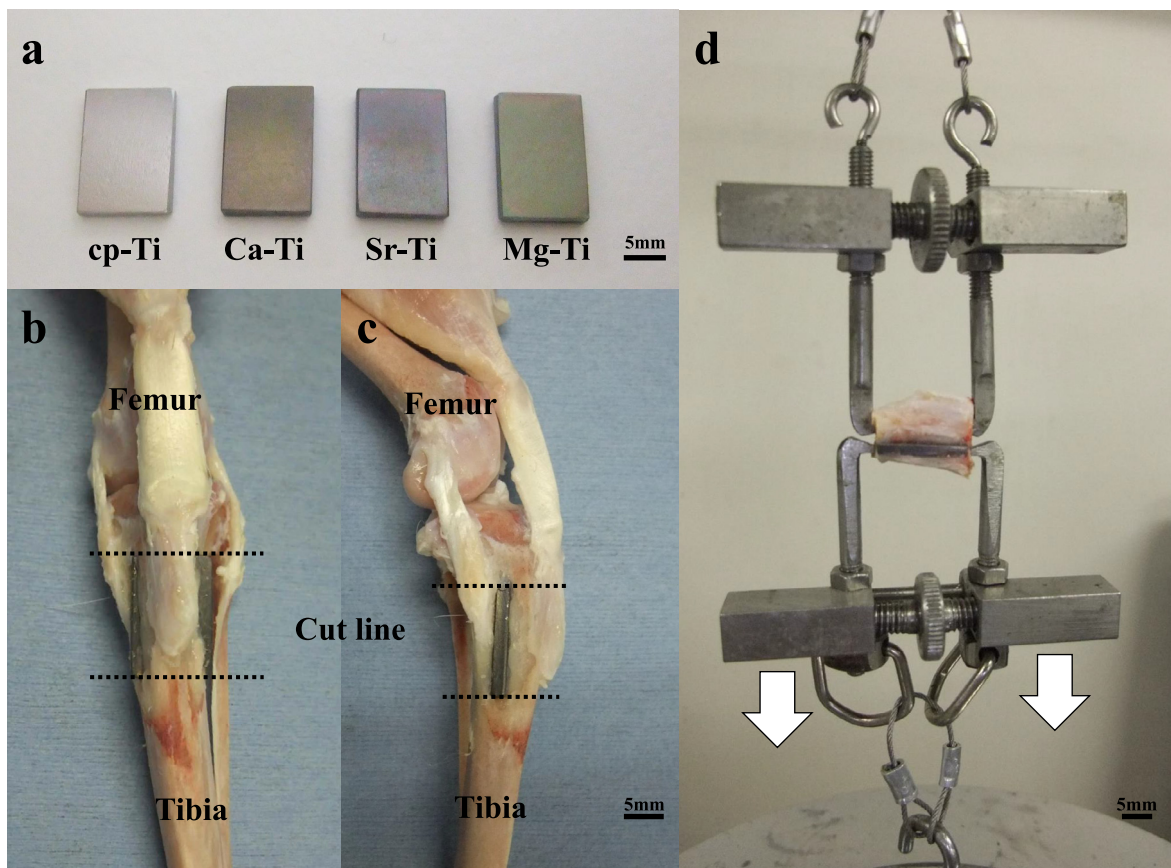 a
cp-Ti
Ca-Ti
Sr-Ti
Mg-Ti
5mm
b
Femur
c
Femur
Cut line
Tibia
Tibia
5mm
d
5mm